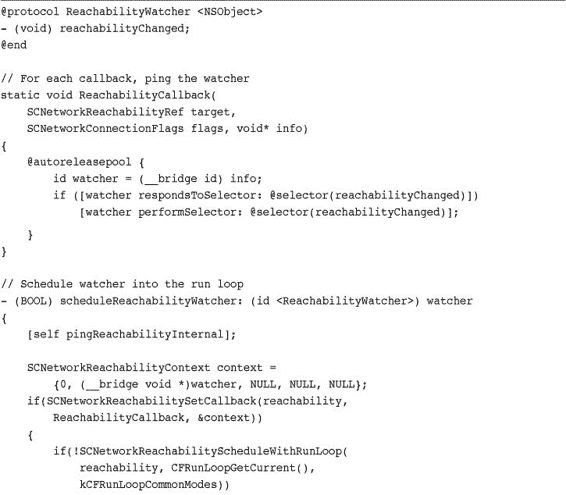 @protocol ReachabilityWatcher <NSObject>
- (void) reachabilityChanged;
@end

// For each callback, ping the watcher
static void ReachabilityCallback(
    SCNetworkReachabilityRef target,
    SCNetworkConnectionFlags flags, void* info)
{
    @autoreleasepool {
        id watcher = (__bridge id) info;
        if ([watcher respondsToSelector: @selector(reachabilityChanged)])
            [watcher performSelector: @selector(reachabilityChanged)];
    }
}

// Schedule watcher into the run loop
- (BOOL) scheduleReachabilityWatcher: (id <ReachabilityWatcher>) watcher
{
    [self pingReachabilityInternal];

    SCNetworkReachabilityContext context =
        {0, (__bridge void *)watcher, NULL, NULL, NULL};
    if(SCNetworkReachabilitySetCallback(reachability,
        ReachabilityCallback, &context))
    {
        if(!SCNetworkReachabilityScheduleWithRunLoop(
            reachability, CFRunLoopGetCurrent(),
            kCFRunLoopCommonModes))